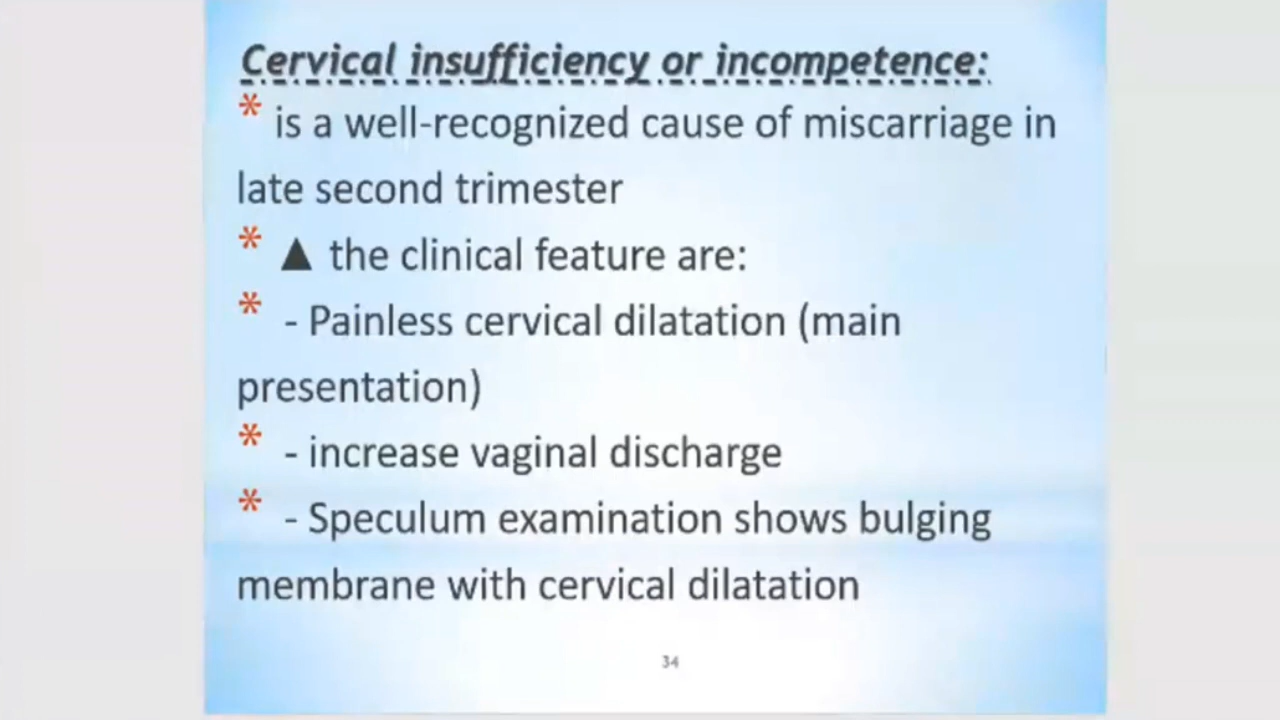 Cervical insufficiency or incompetence:
* is a well-recognized cause of miscarriage in
late second trimester
* ▲ the clinical feature are:
* - Painless cervical dilatation (main
presentation)
* - increase vaginal discharge
* - Speculum examination shows bulging
membrane with cervical dilatation
34